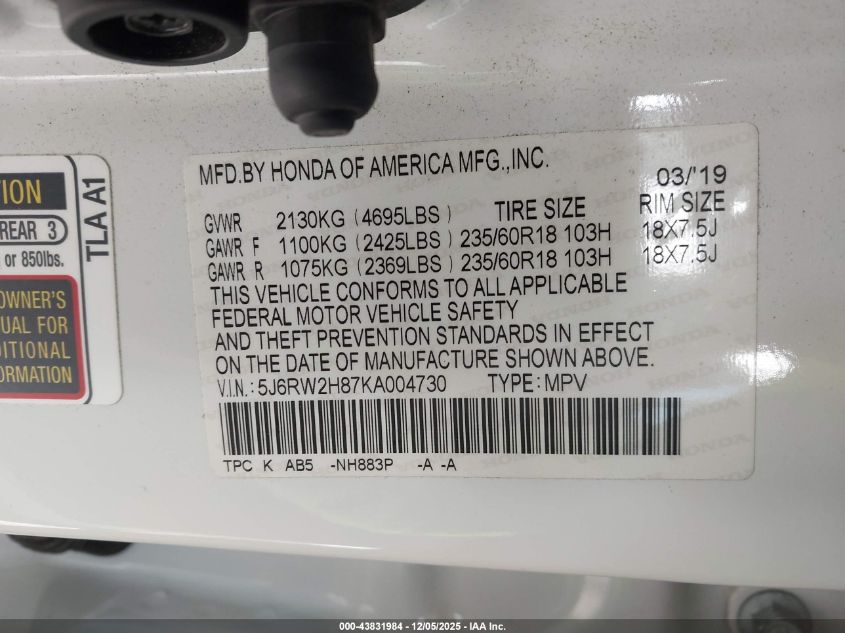 TION
REAR 3
or 850lbs.
OWNER'S
UAL FOR
DITIONAL
FORMATION
TLA A1
MFD.BY HONDA OF AMERICA MFG.,INC. 03/'19
GVWR 2130KG (4695LBS) TIRE SIZE RIM SIZE
GAWR F 1100KG (2425LBS) 235/60R18 103H 18X7.5J
GAWR R 1075KG (2369LBS) 235/60R18 103H 18X7.5J
THIS VEHICLE CONFORMS TO ALL APPLICABLE
FEDERAL MOTOR VEHICLE SAFETY
AND THEFT PREVENTION STANDARDS IN EFFECT
ON THE DATE OF MANUFACTURE SHOWN ABOVE.
V.I.N.: 5J6RW2H87KA004730 TYPE: MPV
TPC K AB5 -NH883P -A -A
000-43831984 - 12/05/2025 - IAA Inc.